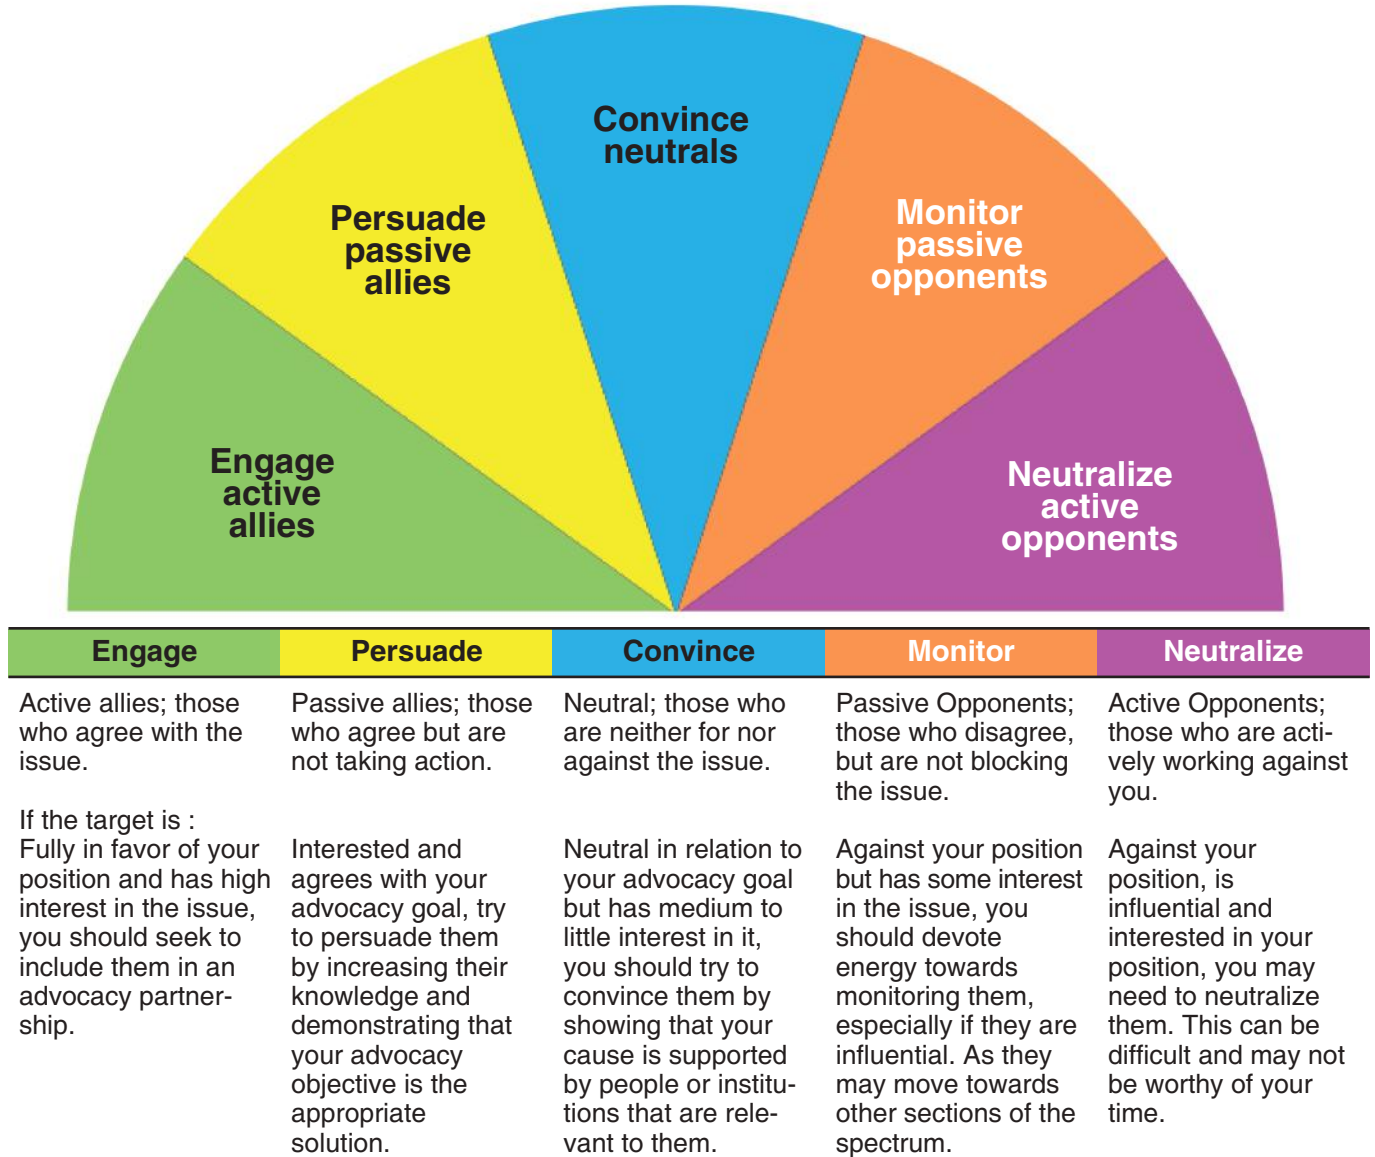 Convince
neutrals
Persuade
passive
allies
Monitor
passive
opponents
Engage
active
allies
Neutralize
active
opponents
Engage
Persuade
Convince
Monitor
Neutralize
Active allies; those
who agree with the
issue.
If the target is :
Fully in favor of your
position and has high
interest in the issue,
you should seek to
include them in an
advocacy partner-
ship.
Passive allies; those
who agree but are
not taking action.
Interested and
agrees with your
advocacy goal, try
to persuade them
by increasing their
knowledge and
demonstrating that
your advocacy
objective is the
appropriate
solution.
Neutral; those who
are neither for nor
against the issue.
Neutral in relation to
your advocacy goal
but has medium to
little interest in it,
you should try to
convince them by
showing that your
cause is supported
by people or institu-
tions that are rele-
vant to them.
Passive Opponents;
those who disagree,
but are not blocking
the issue.
Against your position
but has some interest
in the issue, you
should devote
energy towards
monitoring them,
especially if they are
influential. As they
may move towards
other sections of the
spectrum.
Active Opponents;
those who are acti-
vely working against
you.
Against your
position, is
influential and
interested in your
position, you may
need to neutralize
them. This can be
difficult and may not
be worthy of your
time.